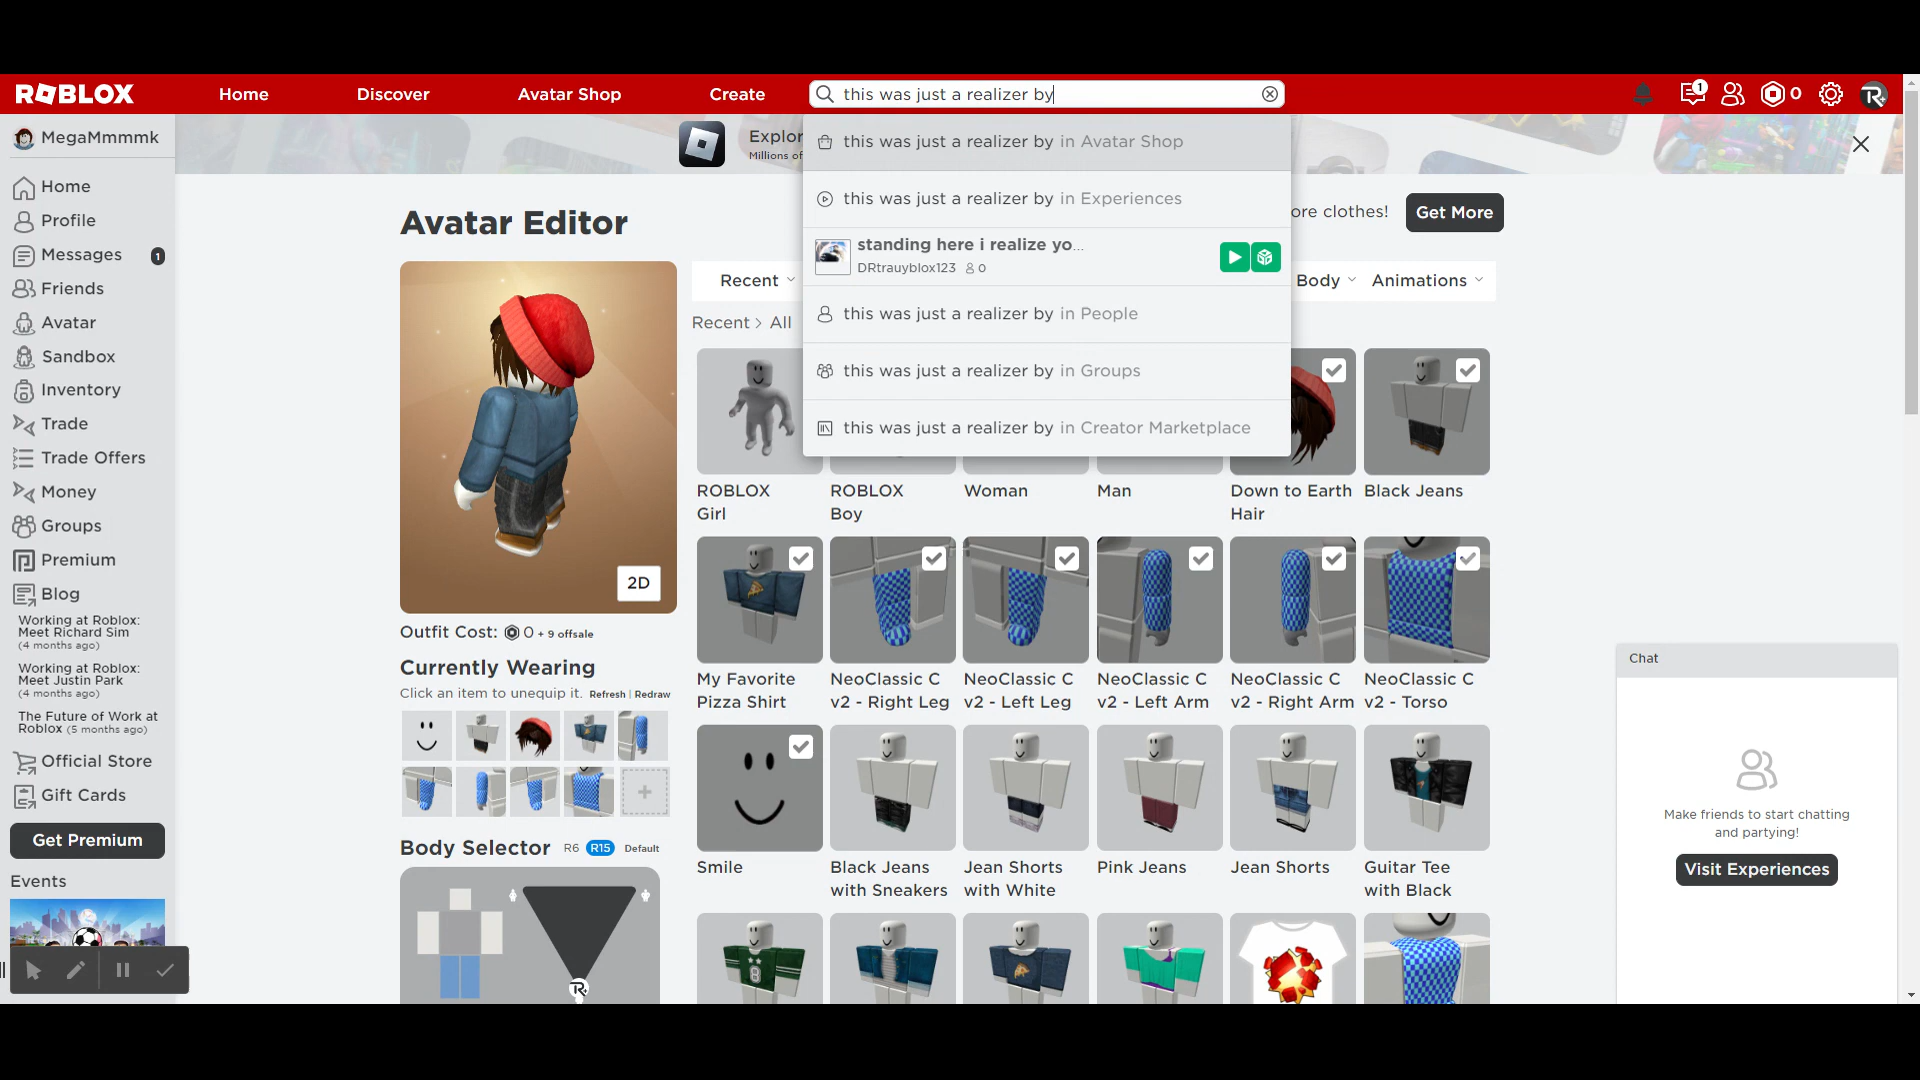 ROBLOX
Home
Discover
Avatar Shop
Create
this was just a realizer by
1
0
MegaMmmmk
Home
Profile
Messages
1
Friends
Avatar
Sandbox
Inventory
Trade
Trade Offers
Money
Groups
Premium
Blog
Working at Roblox:
Meet Richard Sim
(4 months ago)
Working at Roblox:
Meet Justin Park
(4 months ago)
The Future of Work at
Roblox (5 months ago)
Official Store
Gift Cards
Get Premium
Events
Explor
Millions of
this was just a realizer by in Avatar Shop
this was just a realizer by in Experiences
standing here i realize yo...
DRtrauyblox123 0
this was just a realizer by in People
this was just a realizer by in Groups
this was just a realizer by in Creator Marketplace
Avatar Editor
ore clothes!
Get More
Recent
Body
Animations
Recent > All
2D
Outfit Cost: 0 + 9 offsale
Currently Wearing
Click an item to unequip it. Refresh | Redraw
Body Selector R6 R15 Default
ROBLOX
Girl
ROBLOX
Boy
Woman
Man
Down to Earth
Hair
Black Jeans
My Favorite
Pizza Shirt
NeoClassic C
v2 - Right Leg
NeoClassic C
v2 - Left Leg
NeoClassic C
v2 - Left Arm
NeoClassic C
v2 - Right Arm
NeoClassic C
v2 - Torso
Smile
Black Jeans
with Sneakers
Jean Shorts
with White
Pink Jeans
Jean Shorts
Guitar Tee
with Black
8
Chat
Make friends to start chatting
and partying!
Visit Experiences